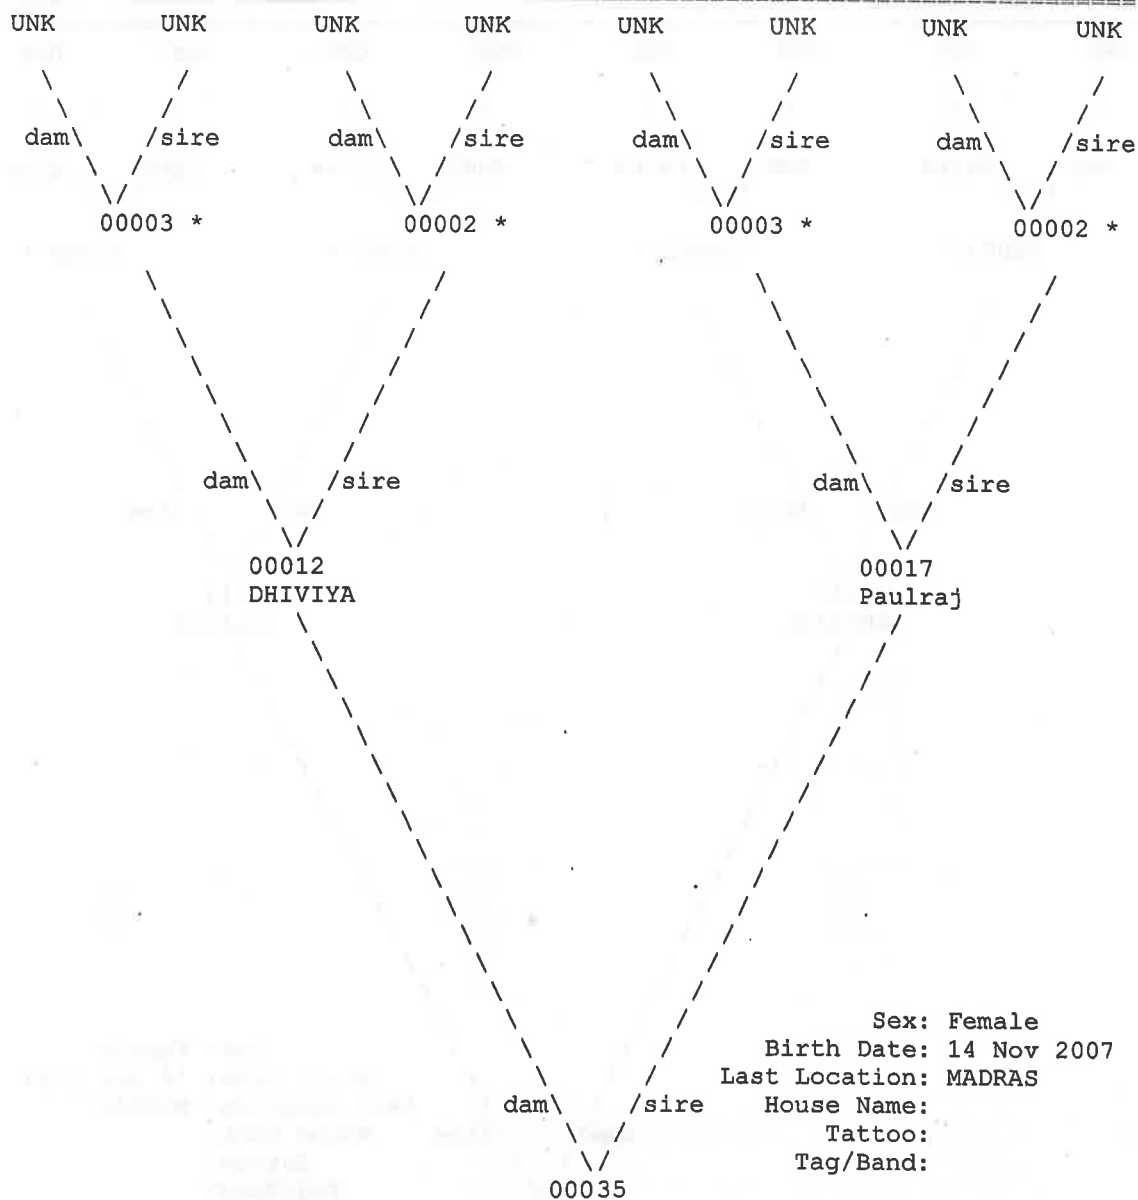 UNK UNK UNK UNK UNK UNK UNK UNK
dam\ /sire dam\ /sire dam\ /sire dam\ /sire
00003 * 00002 * 00003 * 00002 *
dam\ /sire dam\ /sire
00012 00017
DHIVIYA Paulraj
Sex: Female
Birth Date: 14 Nov 2007
Last Location: MADRAS
dam\ /sire House Name:
Tattoo:
Tag/Band:
00035